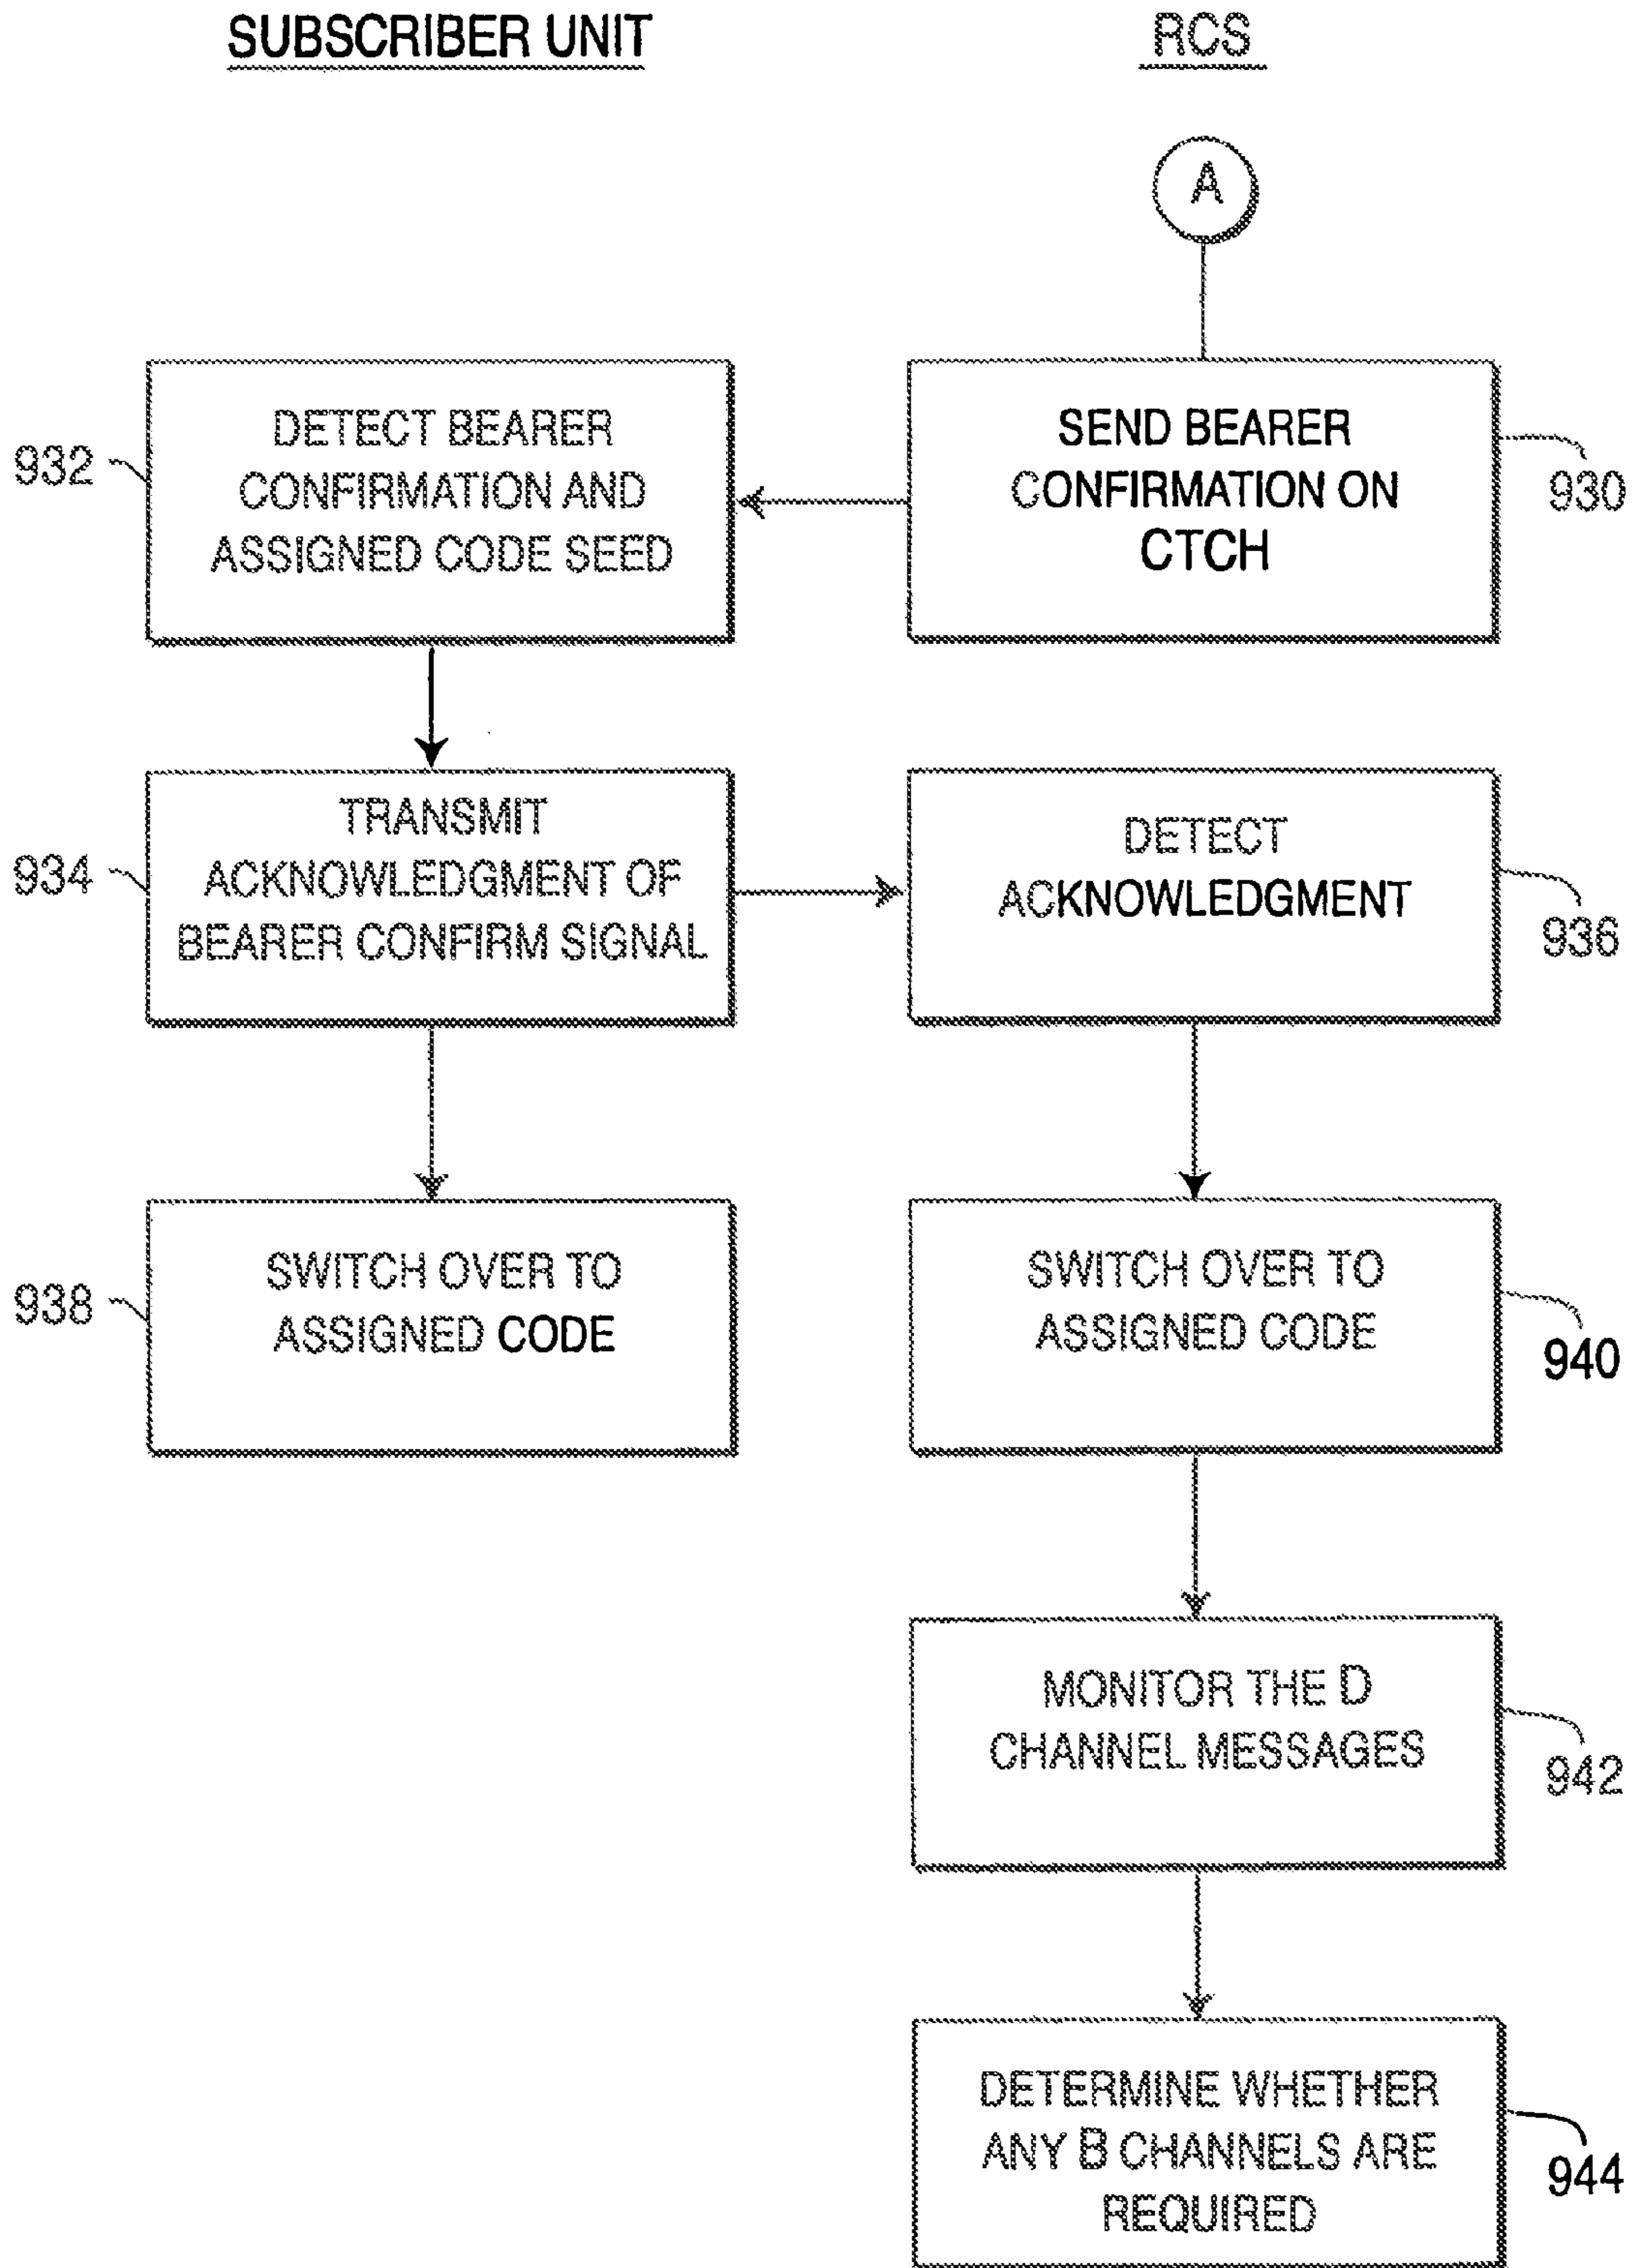 SUBSCRIBER UNIT
RCS
A
DETECT BEARER
CONFIRMATION AND
ASSIGNED CODE SEED
932
SEND BEARER
CONFIRMATION ON
CTCH
930
TRANSMIT
ACKNOWLEDGMENT OF
BEARER CONFIRM SIGNAL
934
DETECT
ACKNOWLEDGMENT
936
SWITCH OVER TO
ASSIGNED CODE
938
SWITCH OVER TO
ASSIGNED CODE
940
MONITOR THE D
CHANNEL MESSAGES
942
DETERMINE WHETHER
ANY B CHANNELS ARE
REQUIRED
944